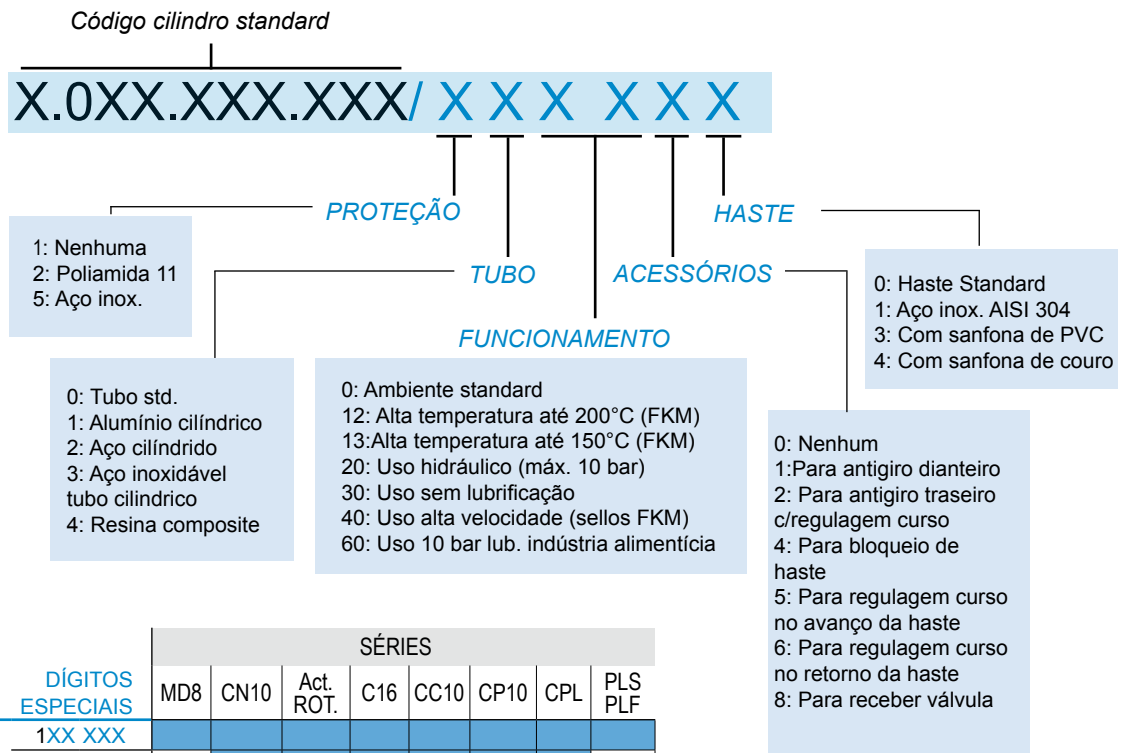 Código cilindro standard
X.0XX.XXX.XXX/ X X X X X X
PROTEÇÃO
HASTE
1: Nenhuma
2: Poliamida 11
5: Aço inox.
TUBO
ACESSÓRIOS
0: Haste Standard
1: Aço inox. AISI 304
3: Com sanfona de PVC
4: Com sanfona de couro
FUNCIONAMENTO
0: Tubo std.
1: Alumínio cilíndrico
2: Aço cilíndrido
3: Aço inoxidável
tubo cilindrico
4: Resina composite
0: Ambiente standard
12: Alta temperatura até 200°C (FKM)
13:Alta temperatura até 150°C (FKM)
20: Uso hidráulico (máx. 10 bar)
30: Uso sem lubrificação
40: Uso alta velocidade (sellos FKM)
60: Uso 10 bar lub. indústria alimentícia
0: Nenhum
1:Para antigiro dianteiro
2: Para antigiro traseiro
c/regulagem curso
4: Para bloqueio de
haste
5: Para regulagem curso
no avanço da haste
6: Para regulagem curso
no retorno da haste
8: Para receber válvula
SÉRIES
DÍGITOS
ESPECIAIS
MD8
CN10
Act.
ROT.
C16
CC10
CP10
CPL
PLS
PLF
1XX XXX